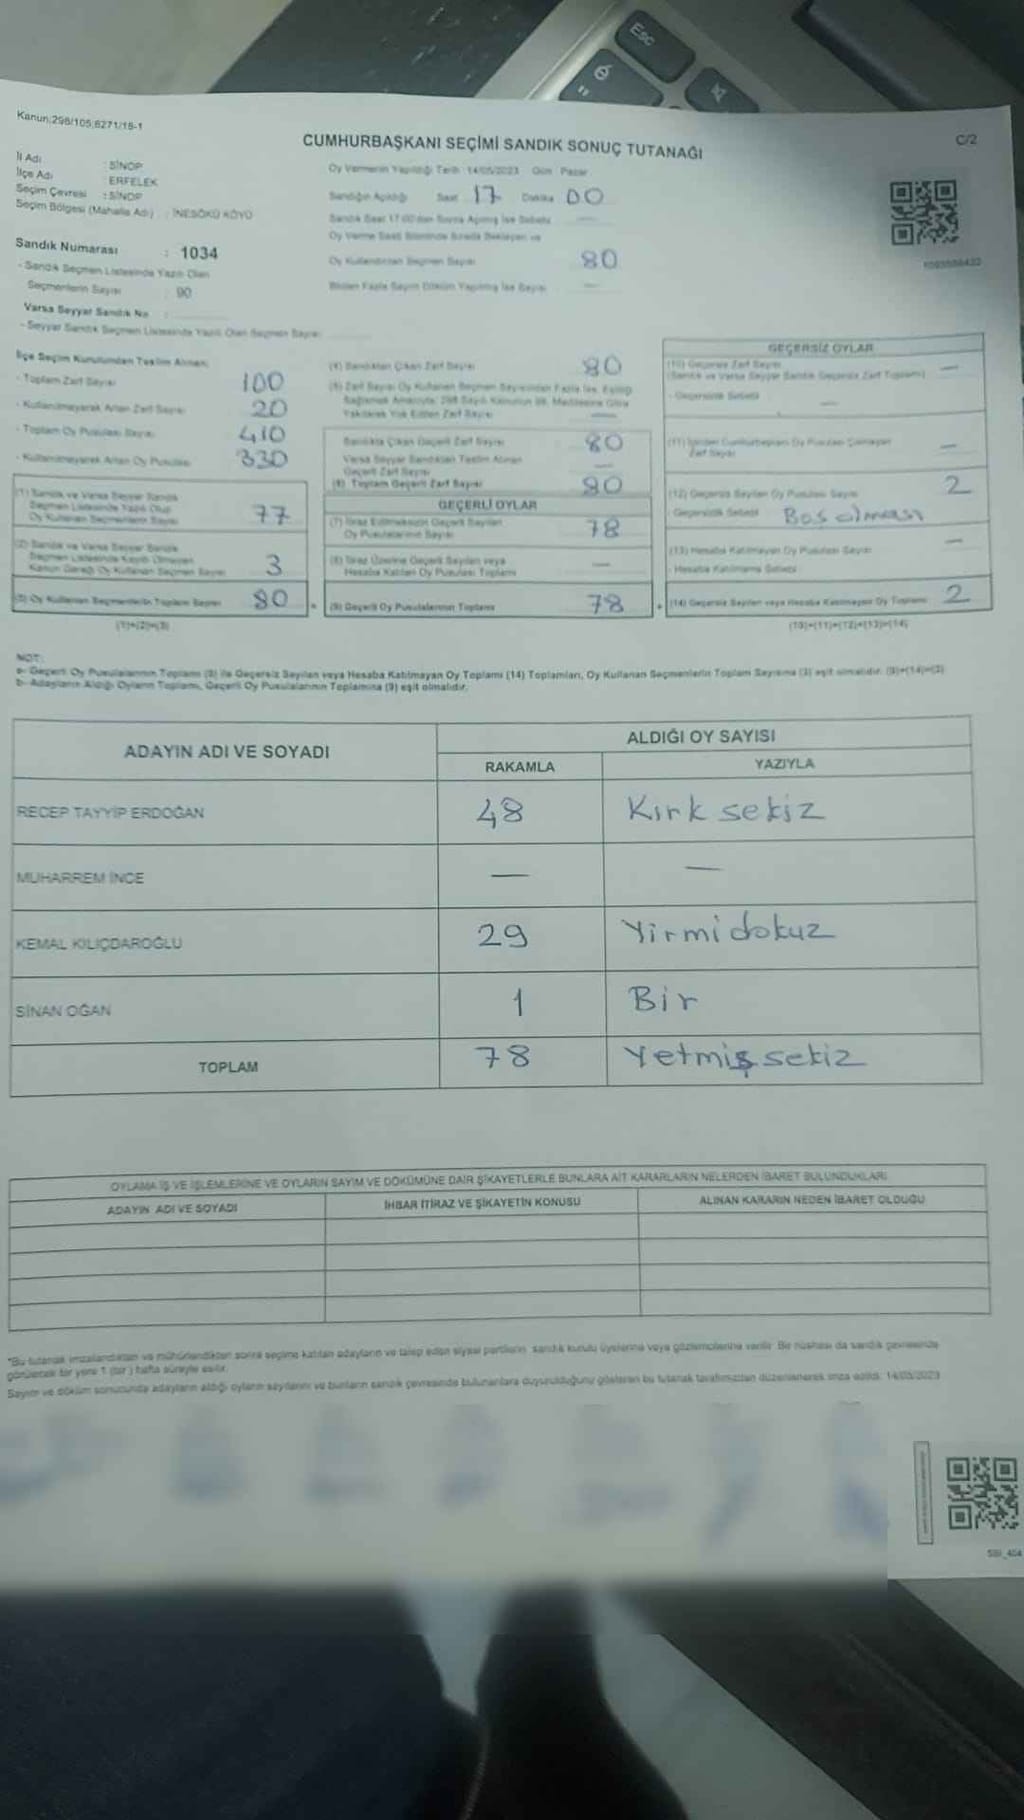 Esc
é
"
Kanun:298/105;6271/18-1
CUMHURBAŞKANI SEÇİMİ SANDIK SONUÇ TUTANAĞI
C/2
İl Adı : SİNOP
İlçe Adı : ERFELEK
Seçim Çevresi : SİNOP
Seçim Bölgesi (Mahalle Adı) : İNESÖKÜ KÖYÜ
Sandık Numarası : 1034
- Sandık Seçmen Listesinde Yazılı Olan
Seçmenlerin Sayısı : 90
Varsa Seyyar Sandık No :
- Seyyar Sandık Seçmen Listesinde Yazılı Olan Seçmen Sayısı
Oy Vermenin Yapıldığı Tarih 14/05/2023 Gün : Pazar
Sandığın Açıldığı Saat 17 Dakika 00
Sandık Saat 17:00'den Sonra Açılmış İse Sebebi —
Oy Verme Saati Bitiminde Sırada Bekleyen ve
Oy Kullandırılan Seçmen Sayısı 80
Birden Fazla Sayım Döküm Yapılmış İse Sayısı —
İlçe Seçim Kurulundan Teslim Alınan;
- Toplam Zarf Sayısı 100
- Kullanılmayarak Artan Zarf Sayısı 20
- Toplam Oy Pusulası Sayısı 410
- Kullanılmayarak Artan Oy Pusulası 330
(1) Sandık ve Varsa Seyyar Sandık
Seçmen Listesinde Yazılı Olup
Oy Kullanan Seçmenlerin Sayısı 77
(2) Sandık ve Varsa Seyyar Sandık
Seçmen Listesinde Kayıtlı Olmayan
Kanun Gereği Oy Kullanan Seçmen Sayısı 3
(3) Oy Kullanan Seçmenlerin Toplam Sayısı 80
(1)+(2)=(3)
(4) Sandıktan Çıkan Zarf Sayısı 80
(5) Zarf Sayısı Oy Kullanan Seçmen Sayısından Fazla İse, Eşitliği
Sağlamak Amacıyla; 298 Sayılı Kanunun 98. Maddesine Göre
Yakılarak Yok Edilen Zarf Sayısı —
Sandıkta Çıkan Geçerli Zarf Sayısı 80
Varsa Seyyar Sandıktan Teslim Alınan
Geçerli Zarf Sayısı —
(6) Toplam Geçerli Zarf Sayısı 80
GEÇERLİ OYLAR
(7) İtiraz Edilmeksizin Geçerli Sayılan
Oy Pusulalarının Sayısı 78
(8) İtiraz Üzerine Geçerli Sayılan veya
Hesaba Katılan Oy Pusulası Toplamı —
(9) Geçerli Oy Pusulalarının Toplamı 78
GEÇERSİZ OYLAR
(10) Geçersiz Zarf Sayısı —
(Sandık ve Varsa Seyyar Sandık Geçersiz Zarf Toplamı)
- Geçersizlik Sebebi —
(11) İçinden Cumhurbaşkanı Oy Pusulası Çıkmayan
Zarf Sayısı —
(12) Geçersiz Sayılan Oy Pusulası Sayısı 2
- Geçersizlik Sebebi Boş olması
(13) Hesaba Katılmayan Oy Pusulası Sayısı —
- Hesaba Katılmama Sebebi
(14) Geçersiz Sayılan veya Hesaba Katılmayan Oy Toplamı 2
(10)+(11)+(12)+(13)=(14)
NOT:
a- Geçerli Oy Pusulalarının Toplamı (9) ile Geçersiz Sayılan veya Hesaba Katılmayan Oy Toplamı (14) Toplamları, Oy Kullanan Seçmenlerin Toplam Sayısına (3) eşit olmalıdır. (9)+(14)=(3)
b- Adayların Aldığı Oyların Toplamı, Geçerli Oy Pusulalarının Toplamına (9) eşit olmalıdır.
ADAYIN ADI VE SOYADI
ALDIĞI OY SAYISI
RAKAMLA YAZIYLA
RECEP TAYYİP ERDOĞAN 48 Kırk sekiz
MUHARREM İNCE — —
KEMAL KILIÇDAROĞLU 29 Yirmi dokuz
SİNAN OĞAN 1 Bir
TOPLAM 78 Yetmiş sekiz
OYLAMA İŞ VE İŞLEMLERİNE VE OYLARIN SAYIM VE DÖKÜMÜNE DAİR ŞİKAYETLERLE BUNLARA AİT KARARLARIN NELERDEN İBARET BULUNDUKLARI
ADAYIN ADI VE SOYADI İHBAR İTİRAZ VE ŞİKAYETİN KONUSU ALINAN KARARIN NEDEN İBARET OLDUĞU
*Bu tutanak imzalandıktan ve mühürlendikten sonra seçime katılan adayların ve talep eden siyasi partilerin sandık kurulu üyelerine veya gözlemcilerine verilir. Bir nüshası da sandık çevresinde
görülecek bir yere 1 (bir) hafta süreyle asılır.
Sayım ve döküm sonucunda adayların aldığı oyların sayılarını ve bunların sandık çevresinde bulunanlara duyurulduğunu gösteren bu tutanak tarafımızdan düzenlenerek imza edildi. 14/05/2023